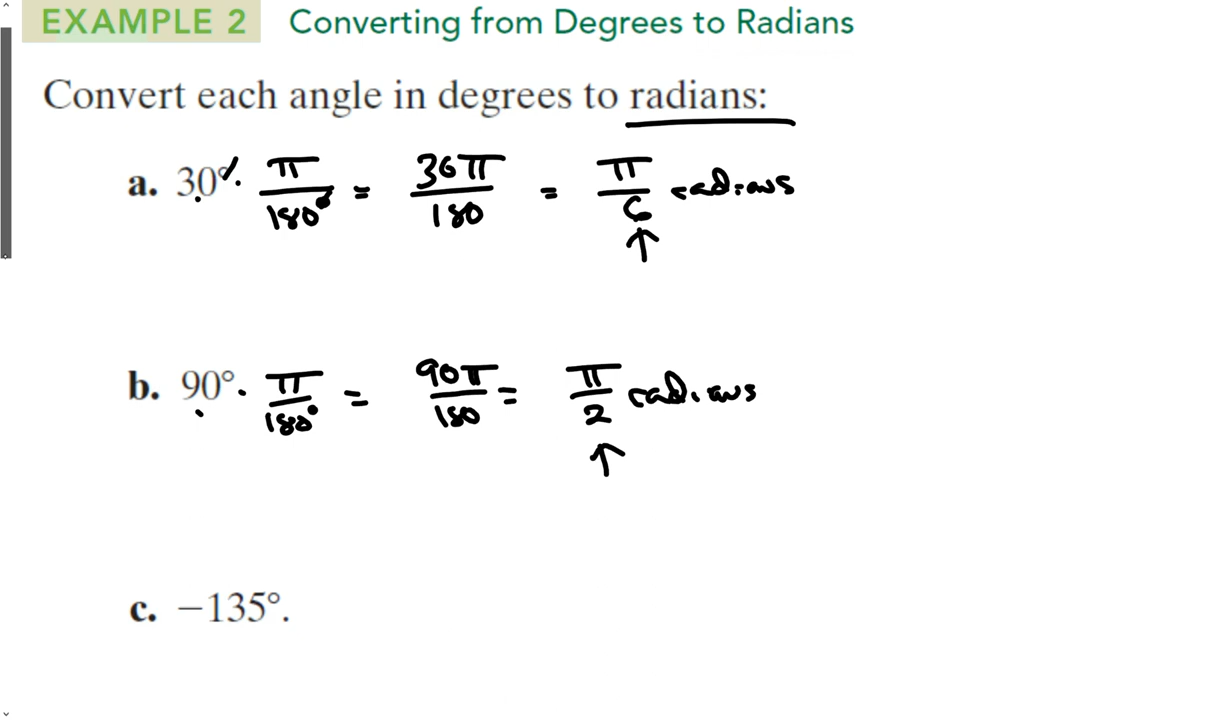 EXAMPLE 2 Converting from Degrees to Radians
Convert each angle in degrees to radians:
a. 30° · π/180° = 30π/180 = π/6 radians
b. 90° · π/180° = 90π/180 = π/2 radians
c. −135°.